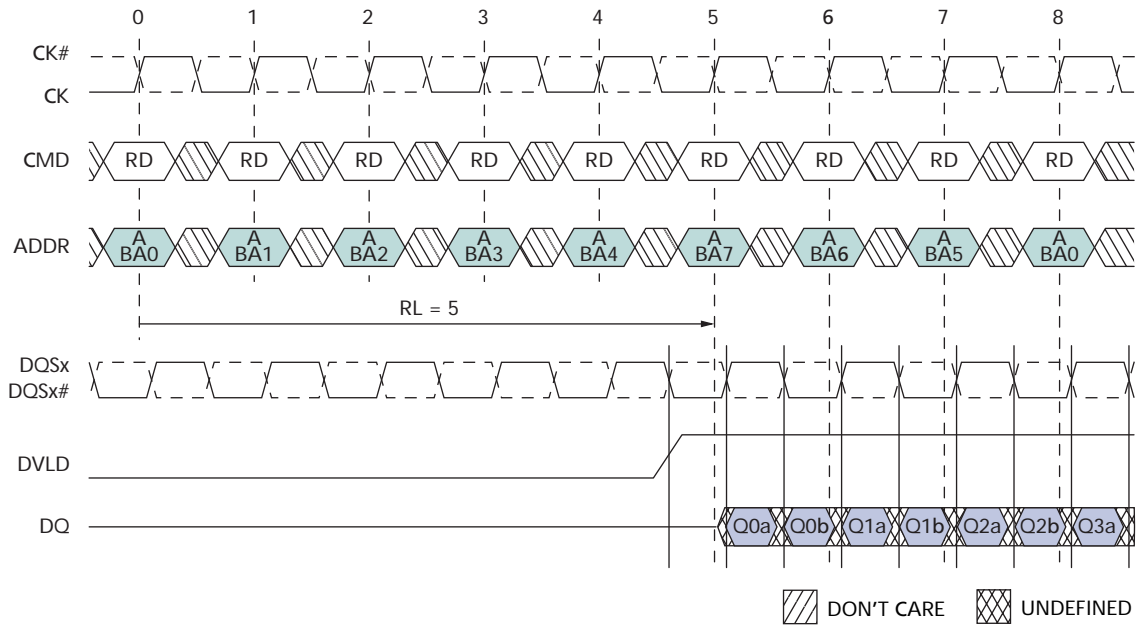 0 1 2 3 4 5 6 7 8
CK#
CK
CMD RD RD RD RD RD RD RD RD RD
ADDR A BA0 A BA1 A BA2 A BA3 A BA4 A BA7 A BA6 A BA5 A BA0
RL = 5
DQSx
DQSx#
DVLD
DQ Q0a Q0b Q1a Q1b Q2a Q2b Q3a
DON'T CARE UNDEFINED